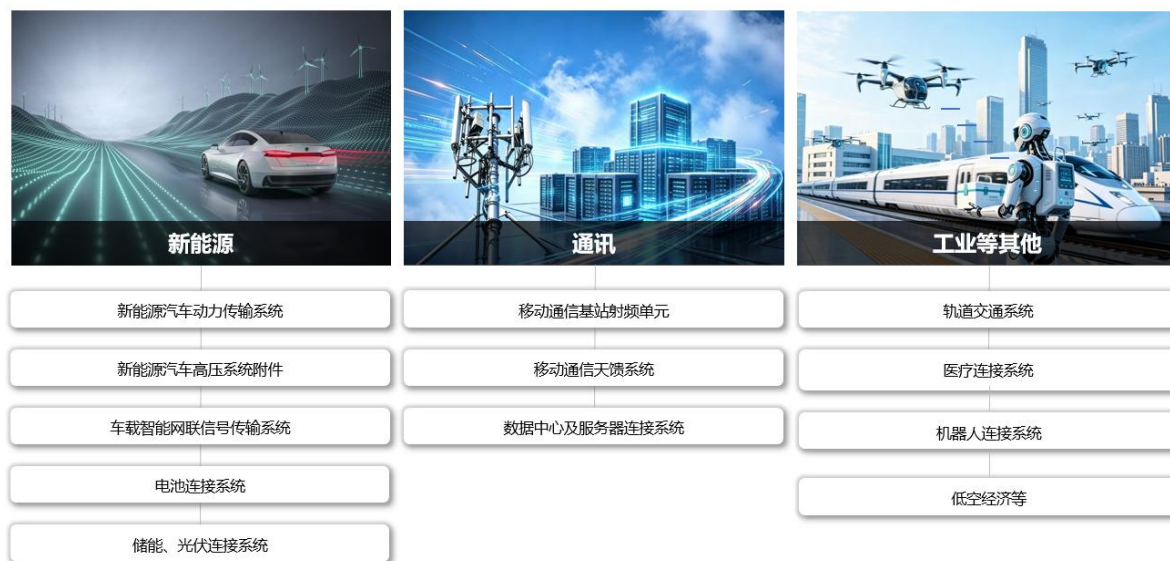 新能源
新能源汽车动力传输系统
新能源汽车高压系统附件
车载智能网联信号传输系统
电池连接系统
储能、光伏连接系统
通讯
移动通信基站射频单元
移动通信天馈系统
数据中心及服务器连接系统
工业等其他
轨道交通系统
医疗连接系统
机器人连接系统
低空经济等